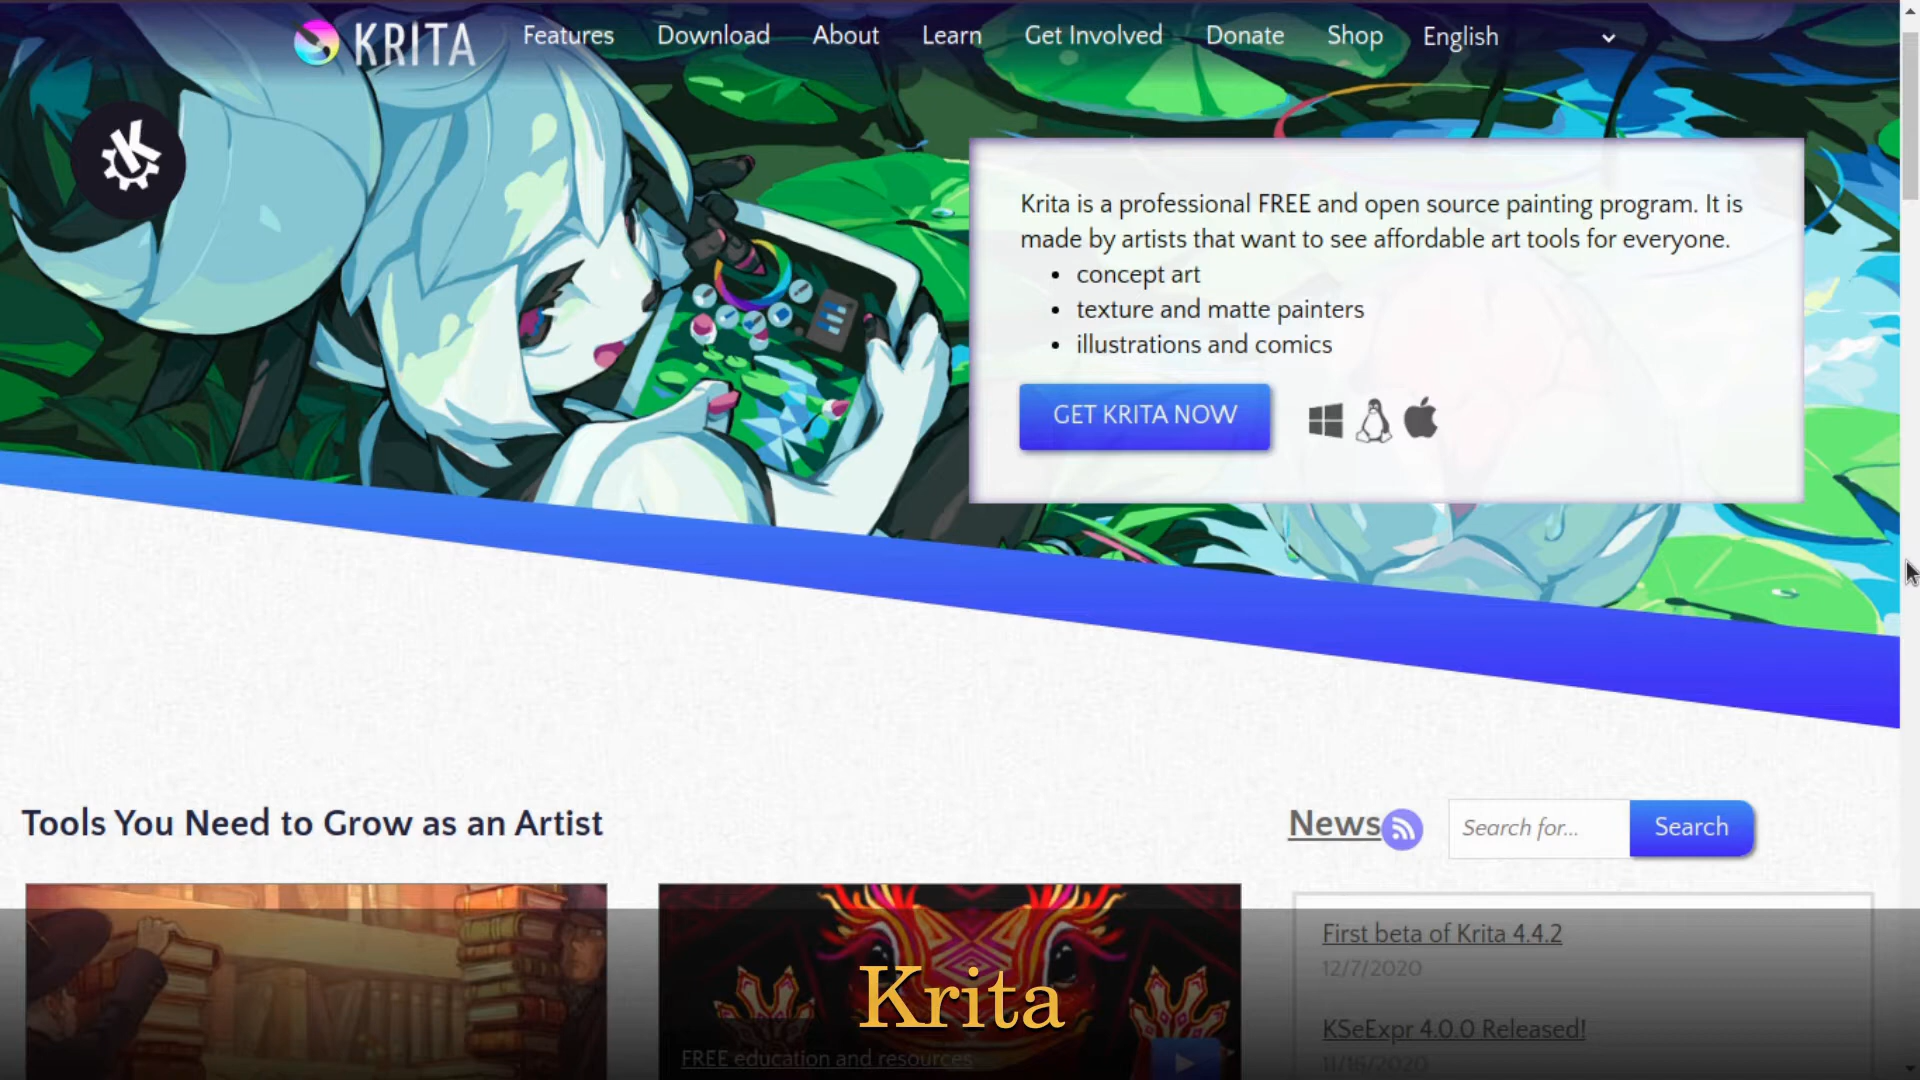 KRITA
Features Download About Learn Get Involved Donate Shop English
Krita is a professional FREE and open source painting program. It is
made by artists that want to see affordable art tools for everyone.
• concept art
• texture and matte painters
• illustrations and comics
GET KRITA NOW
Tools You Need to Grow as an Artist
News
Search for...
Search
First beta of Krita 4.4.2
12/7/2020
KSeExpr 4.0.0 Released!
11/16/2020
FREE education and resources
Krita